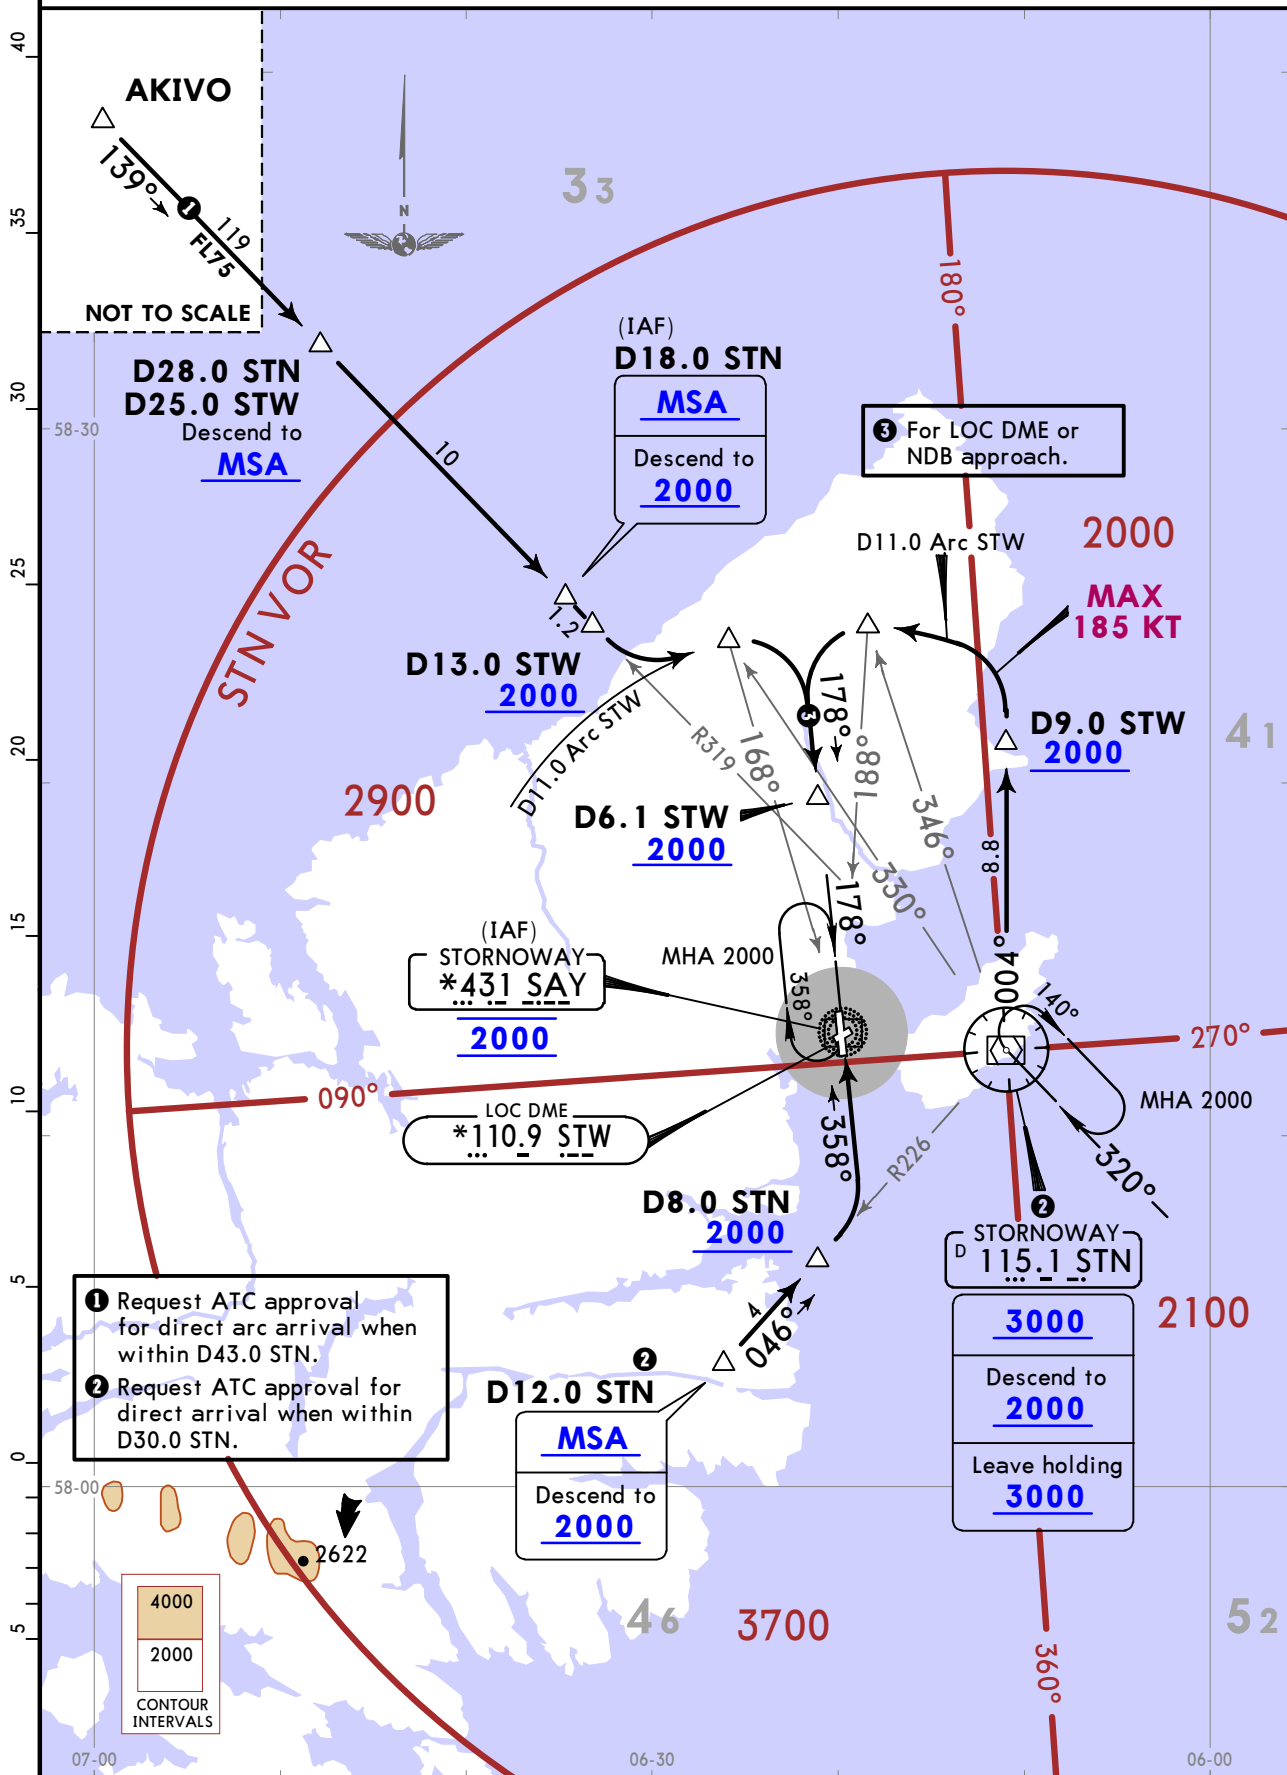 40
35
30
25
20
15
10
5
0
5
AKIVO
139°
1
119
FL75
NOT TO SCALE
N
33
D28.0 STN
D25.0 STW
Descend to
MSA
58-30
10
(IAF)
D18.0 STN
MSA
Descend to
2000
180°
3 For LOC DME or
NDB approach.
2000
D11.0 Arc STW
MAX
185 KT
STN VOR
1.2
D13.0 STW
2000
D11.0 Arc STW
R319
168°
3
178°
188°
346°
330°
D9.0 STW
2000
41
2900
D6.1 STW
2000
8.8
178°
(IAF)
STORNOWAY
*431 SAY
2000
MHA 2000
358°
004°
140°
270°
090°
LOC DME
*110.9 STW
MHA 2000
358°
R226
320°
D8.0 STN
2000
2
STORNOWAY
D 115.1 STN
3000
Descend to
2000
Leave holding
3000
2100
4
046°
2
D12.0 STN
MSA
Descend to
2000
1 Request ATC approval
for direct arc arrival when
within D43.0 STN.
2 Request ATC approval for
direct arrival when within
D30.0 STN.
58-00
2622
4000
2000
CONTOUR
INTERVALS
46
3700
52
360°
07-00
06-30
06-00